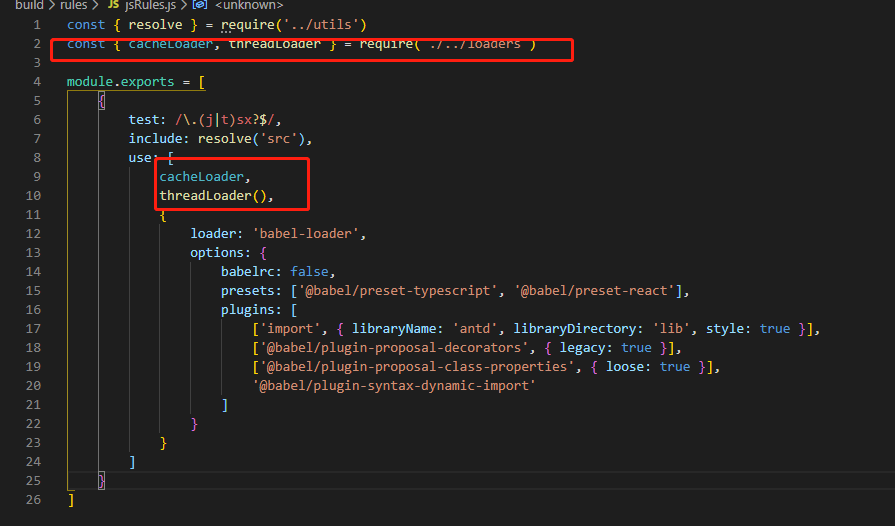 build > rules > JS jsRules.js > <unknown>
1 const { resolve } = require('../utils')
2 const { cacheLoader, threadLoader } = require('./../loaders')
3
4 module.exports = [
5 {
6 test: /\.(j|t)sx?$/,
7 include: resolve('src'),
8 use: [
9 cacheLoader,
10 threadLoader(),
11 {
12 loader: 'babel-loader',
13 options: {
14 babelrc: false,
15 presets: ['@babel/preset-typescript', '@babel/preset-react'],
16 plugins: [
17 ['import', { libraryName: 'antd', libraryDirectory: 'lib', style: true }],
18 ['@babel/plugin-proposal-decorators', { legacy: true }],
19 ['@babel/plugin-proposal-class-properties', { loose: true }],
20 '@babel/plugin-syntax-dynamic-import'
21 ]
22 }
23 }
24 ]
25 }
26 ]